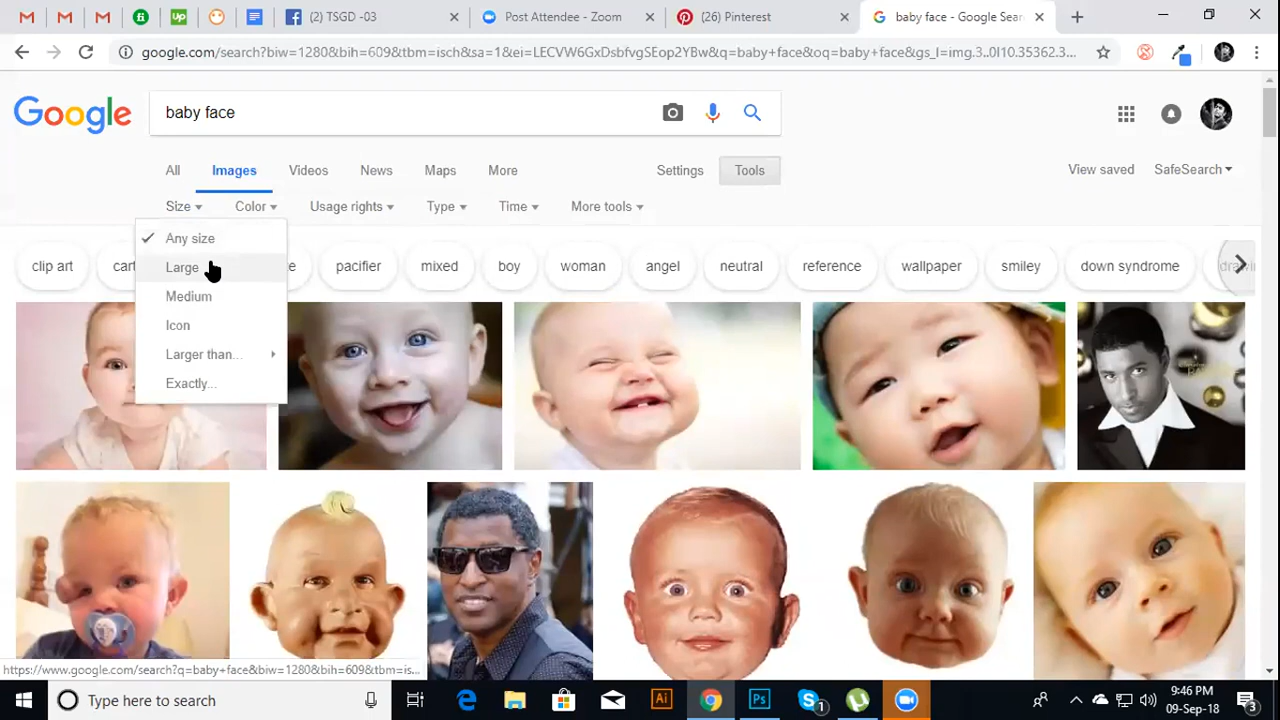 (2) TSGD -03
Post Attendee - Zoom
(26) Pinterest
baby face - Google Sear
google.com/search?biw=1280&bih=609&tbm=isch&sa=1&ei=LECVW6GxDsbfvgSEop2YBw&q=baby+face&oq=baby+face&gs_l=img.3..0l10.35362.3...
Google
baby face
All Images Videos News Maps More Settings Tools
View saved SafeSearch
Size Color Usage rights Type Time More tools
Any size
Large
Medium
Icon
Larger than...
Exactly...
clip art
cart
e
pacifier
mixed
boy
woman
angel
neutral
reference
wallpaper
smiley
down syndrome
https://www.google.com/search?q=baby+face&biw=1280&bih=609&tbm=is...
Type here to search
Ai
Ps
1
9:46 PM
09-Sep-18
3